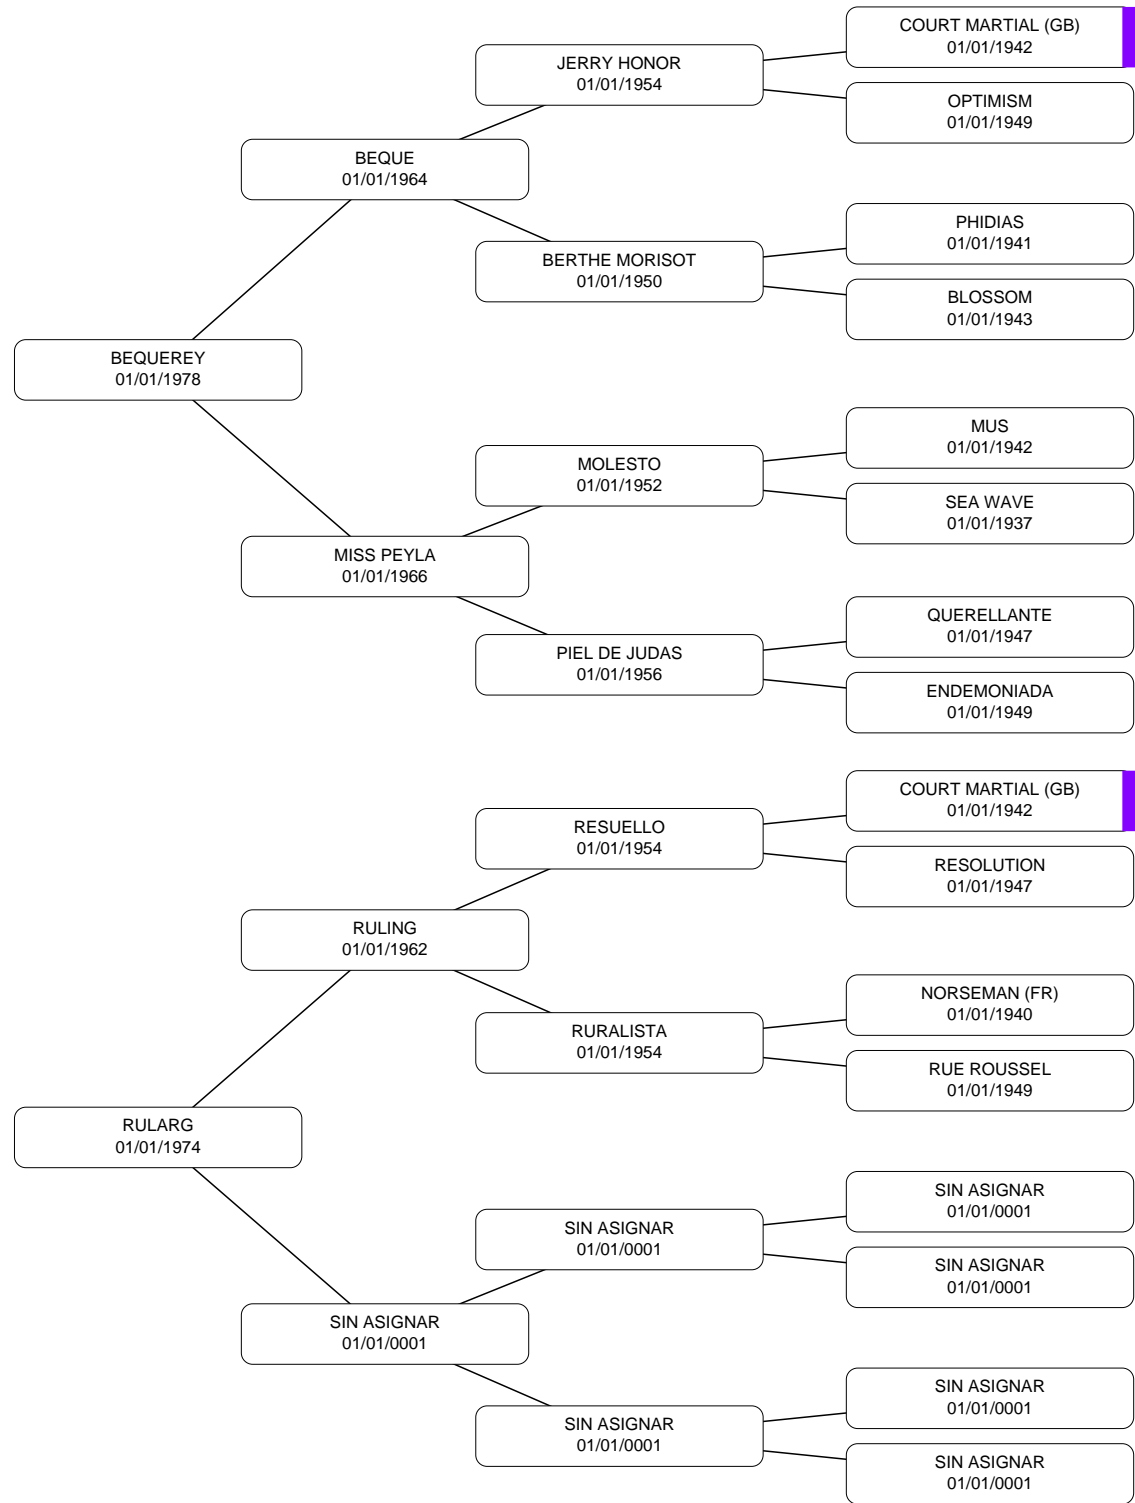 COURT MARTIAL (GB)
01/01/1942
JERRY HONOR
01/01/1954
OPTIMISM
01/01/1949
BEQUE
01/01/1964
PHIDIAS
01/01/1941
BERTHE MORISOT
01/01/1950
BLOSSOM
01/01/1943
BEQUEREY
01/01/1978
MUS
01/01/1942
MOLESTO
01/01/1952
SEA WAVE
01/01/1937
MISS PEYLA
01/01/1966
QUERELLANTE
01/01/1947
PIEL DE JUDAS
01/01/1956
ENDEMONIADA
01/01/1949
COURT MARTIAL (GB)
01/01/1942
RESUELLO
01/01/1954
RESOLUTION
01/01/1947
RULING
01/01/1962
NORSEMAN (FR)
01/01/1940
RURALISTA
01/01/1954
RUE ROUSSEL
01/01/1949
RULARG
01/01/1974
SIN ASIGNAR
01/01/0001
SIN ASIGNAR
01/01/0001
SIN ASIGNAR
01/01/0001
SIN ASIGNAR
01/01/0001
SIN ASIGNAR
01/01/0001
SIN ASIGNAR
01/01/0001
SIN ASIGNAR
01/01/0001